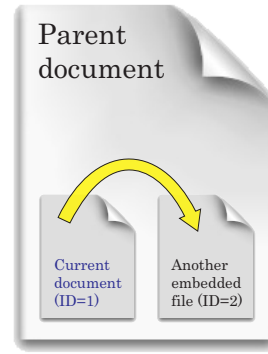 Parent
document
Current
document
(ID=1)
Another
embedded
file (ID=2)